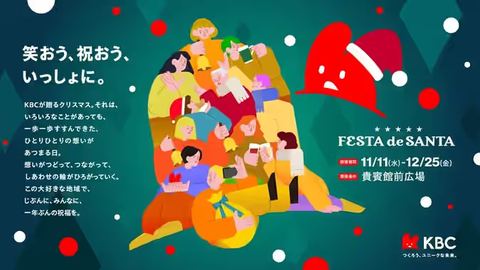 笑おう、祝おう、
いっしょに。
KBCが贈るクリスマス。それは、
いろいろなことがあっても、
一歩一歩すすんできた、
ひとりひとりの想いが
あつまる日。
想いがつどって、つながって、
しあわせの輪がひろがっていく。
この大好きな地域で、
じぶんに、みんなに、
一年ぶんの祝福を。
FESTA de SANTA
開催期間 11/11(水)-12/25(金)
開催場所 貴賓館前広場
KBC
つくろう、ユニークな未来。